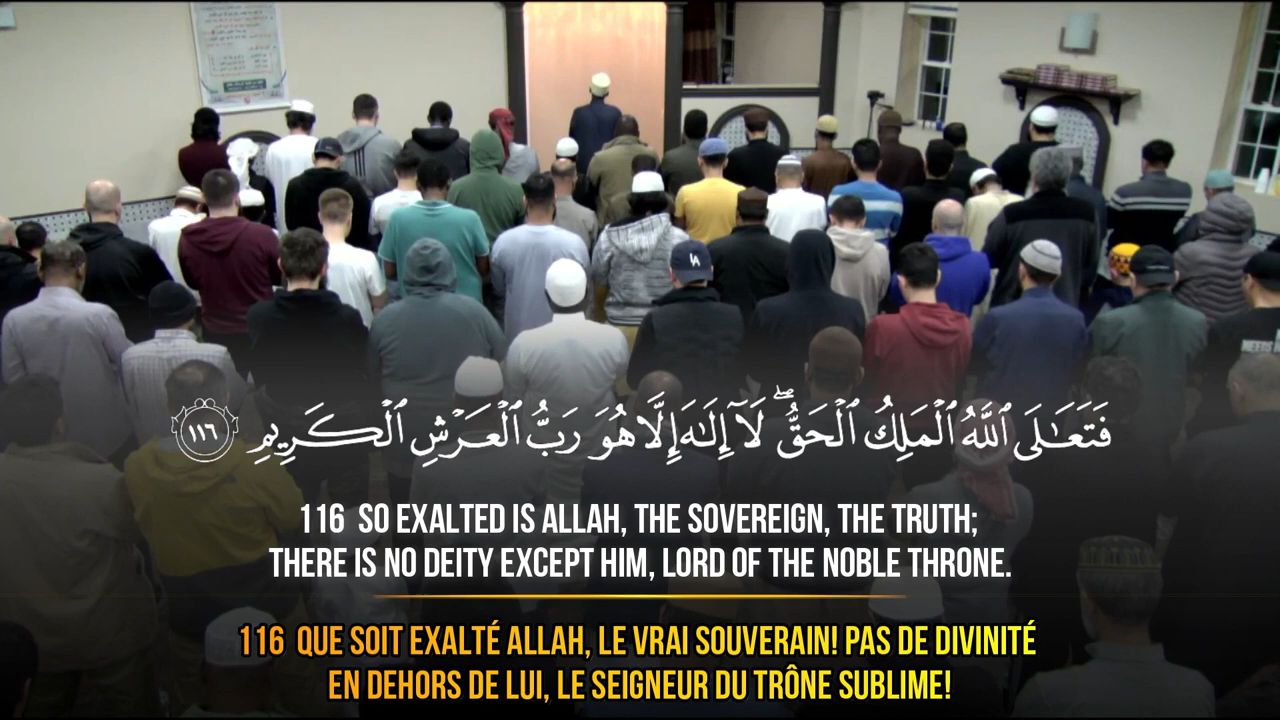 فَتَعَٰلَى ٱللَّهُ ٱلْمَلِكُ ٱلْحَقُّ ۖ لَآ إِلَٰهَ إِلَّا هُوَ رَبُّ ٱلْعَرْشِ ٱلْكَرِيمِ ١١٦
116 SO EXALTED IS ALLAH, THE SOVEREIGN, THE TRUTH;
THERE IS NO DEITY EXCEPT HIM, LORD OF THE NOBLE THRONE.
116 QUE SOIT EXALTÉ ALLAH, LE VRAI SOUVERAIN! PAS DE DIVINITÉ
EN DEHORS DE LUI, LE SEIGNEUR DU TRÔNE SUBLIME!